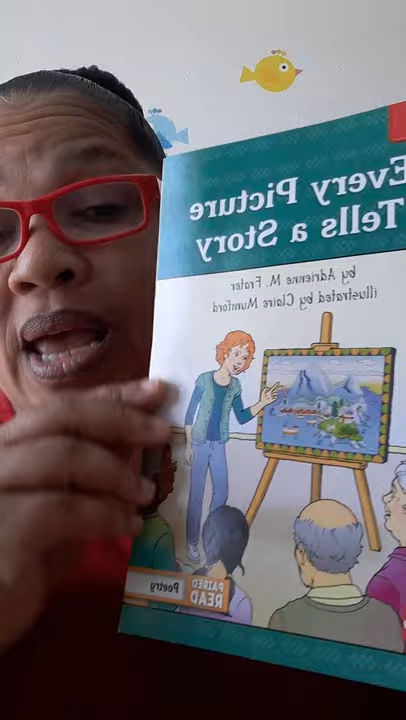 Every Picture
Tells a Story
by Adrienne M. Frater
illustrated by Claire Mumford
PAIRED
READ
Poetry